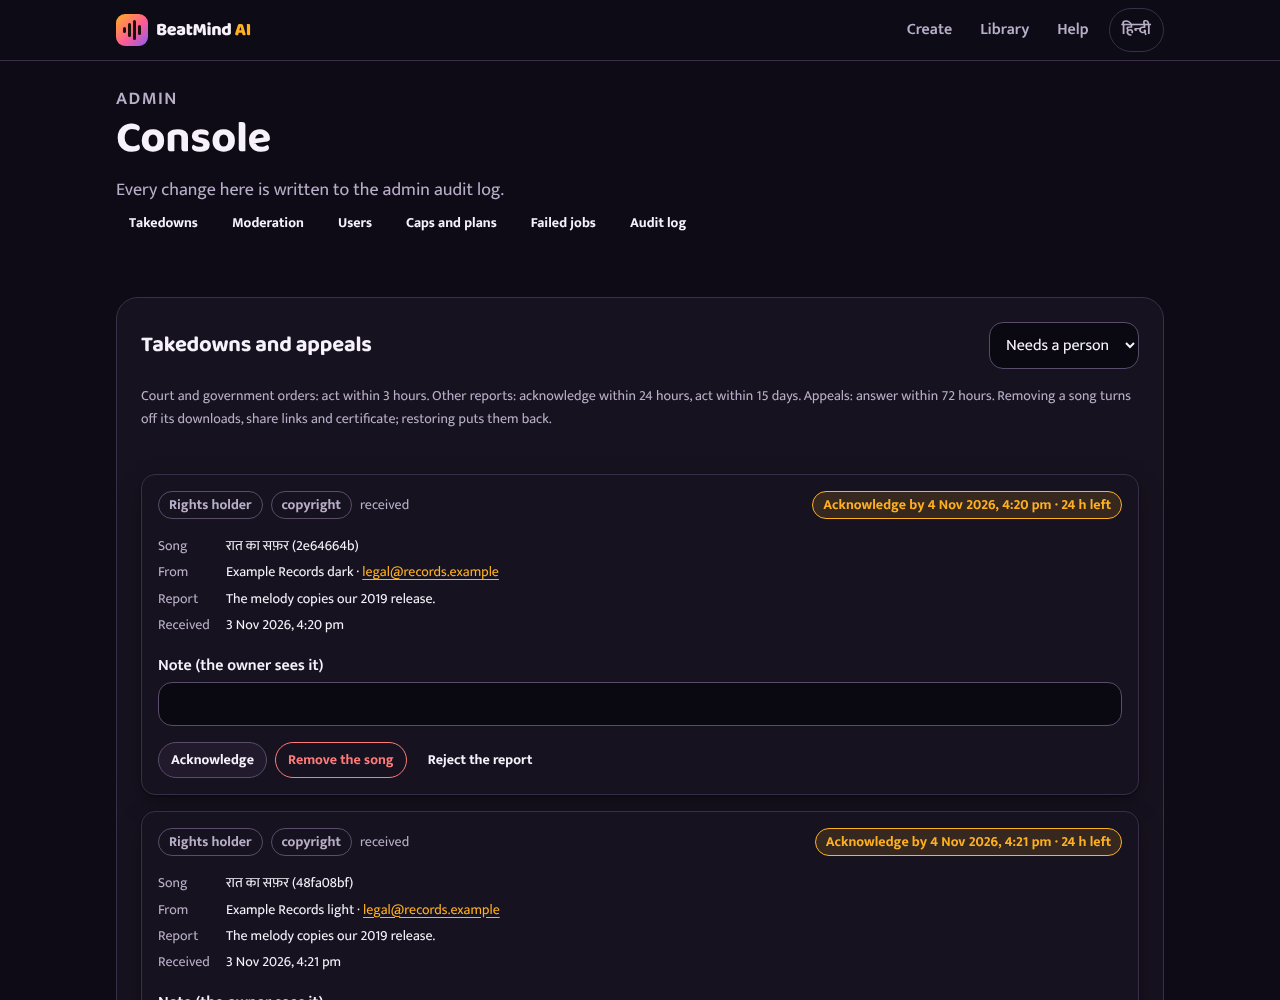 BeatMind AI
Create Library Help हिन्दी
ADMIN
Console
Every change here is written to the admin audit log.
Takedowns Moderation Users Caps and plans Failed jobs Audit log
Takedowns and appeals
Needs a person
Court and government orders: act within 3 hours. Other reports: acknowledge within 24 hours, act within 15 days. Appeals: answer within 72 hours. Removing a song turns
off its downloads, share links and certificate; restoring puts them back.
Rights holder copyright received Acknowledge by 4 Nov 2026, 4:20 pm · 24 h left
Song रात का सफ़र (2e64664b)
From Example Records dark · legal@records.example
Report The melody copies our 2019 release.
Received 3 Nov 2026, 4:20 pm
Note (the owner sees it)
Acknowledge Remove the song Reject the report
Rights holder copyright received Acknowledge by 4 Nov 2026, 4:21 pm · 24 h left
Song रात का सफ़र (48fa08bf)
From Example Records light · legal@records.example
Report The melody copies our 2019 release.
Received 3 Nov 2026, 4:21 pm
Note (the owner sees it)